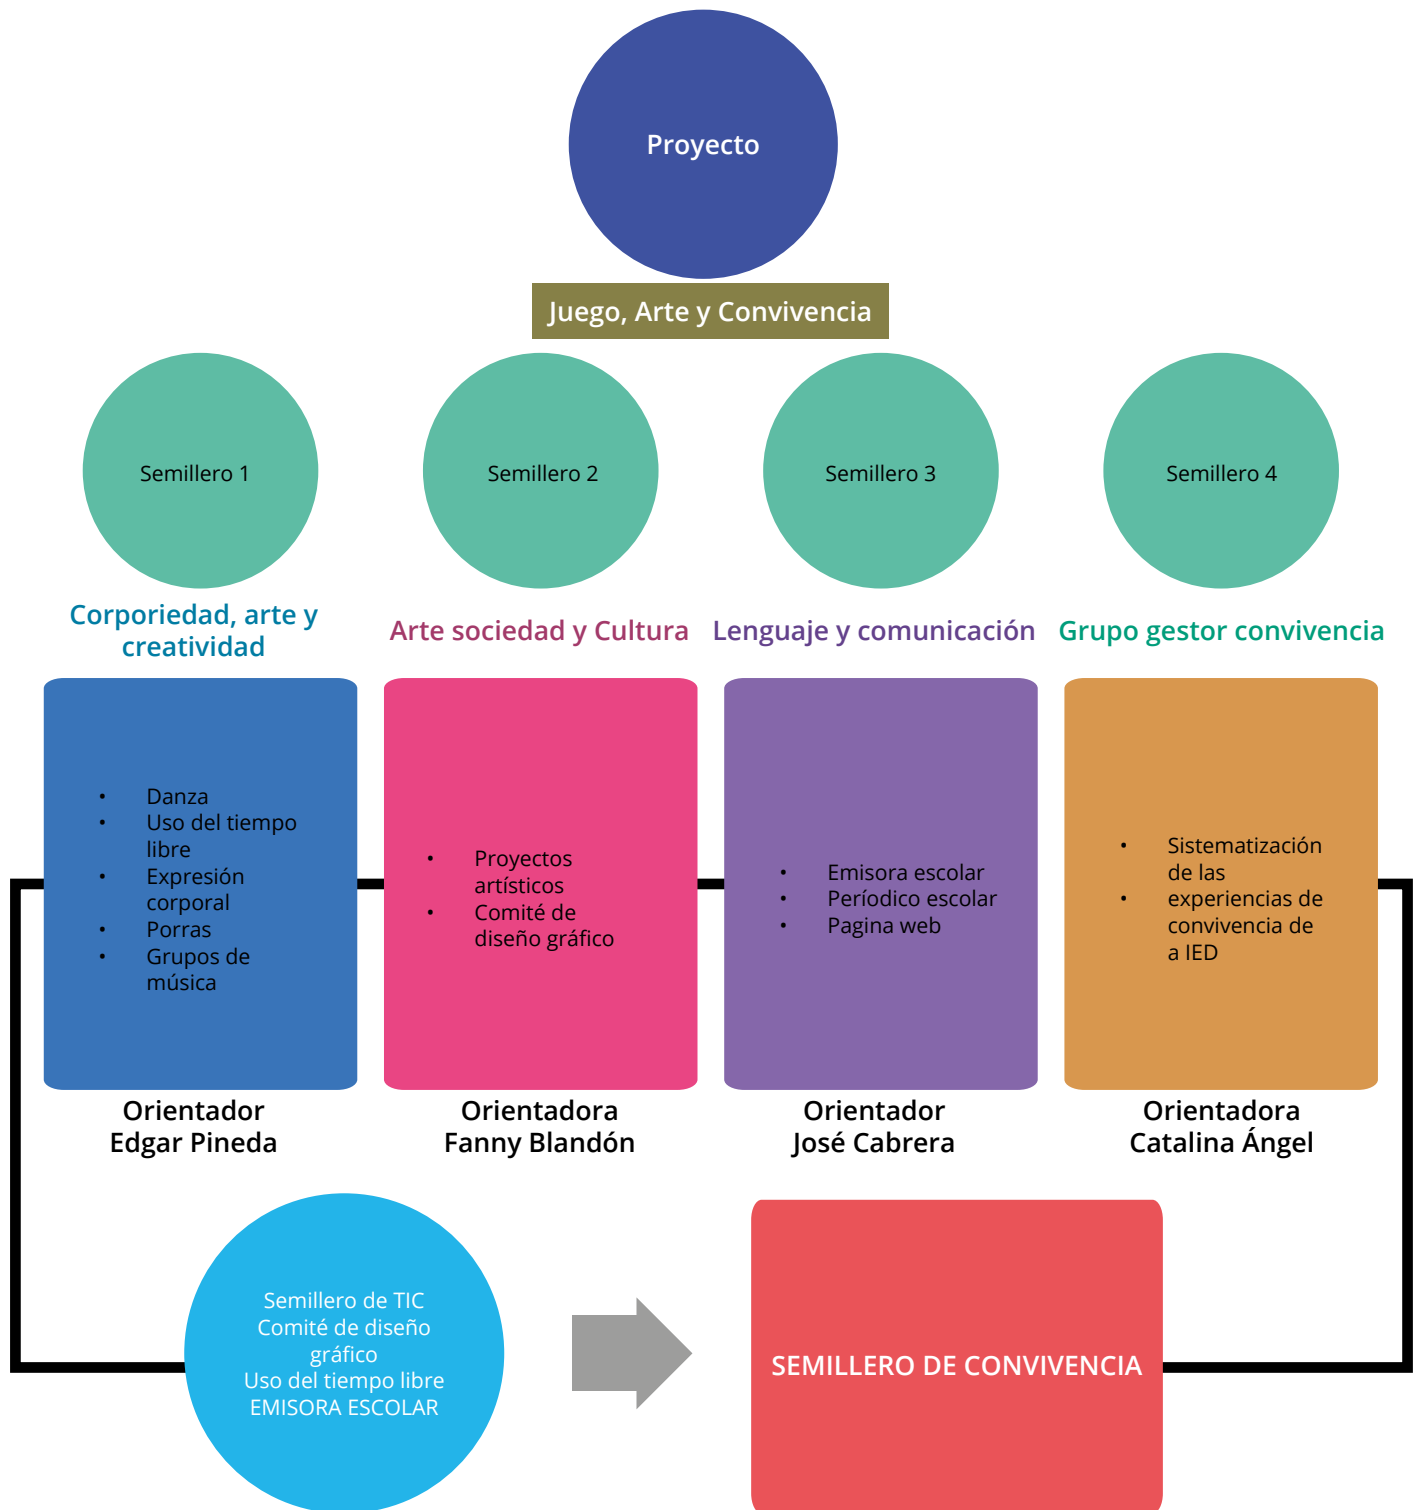 Proyecto
Juego, Arte y Convivencia
Semillero 1
Semillero 2
Semillero 3
Semillero 4
Corporiedad, arte y
creatividad
Arte sociedad y Cultura
Lenguaje y comunicación
Grupo gestor convivencia
• Danza
• Uso del tiempo
libre
• Expresión
corporal
• Porras
• Grupos de
música
• Proyectos
artísticos
• Comité de
diseño gráfico
• Emisora escolar
• Períodico escolar
• Pagina web
• Sistematización
de las
• experiencias de
convivencia de
a IED
Orientador
Edgar Pineda
Orientadora
Fanny Blandón
Orientador
José Cabrera
Orientadora
Catalina Ángel
Semillero de TIC
Comité de diseño
gráfico
Uso del tiempo libre
EMISORA ESCOLAR
SEMILLERO DE CONVIVENCIA